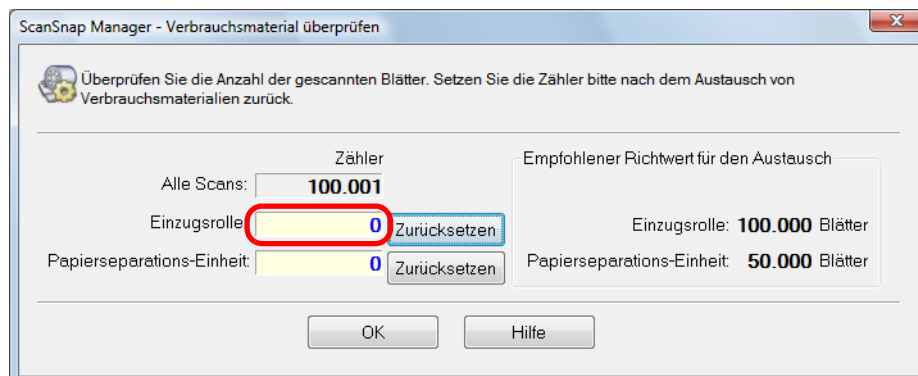 ScanSnap Manager - Verbrauchsmaterial überprüfen
Überprüfen Sie die Anzahl der gescannten Blätter. Setzen Sie die Zähler bitte nach dem Austausch von
Verbrauchsmaterialien zurück.
Zähler
Alle Scans: 100.001
Einzugsrolle 0 Zurücksetzen
Papierseparations-Einheit: 0 Zurücksetzen
Empfohlener Richtwert für den Austausch
Einzugsrolle: 100.000 Blätter
Papierseparations-Einheit: 50.000 Blätter
OK
Hilfe